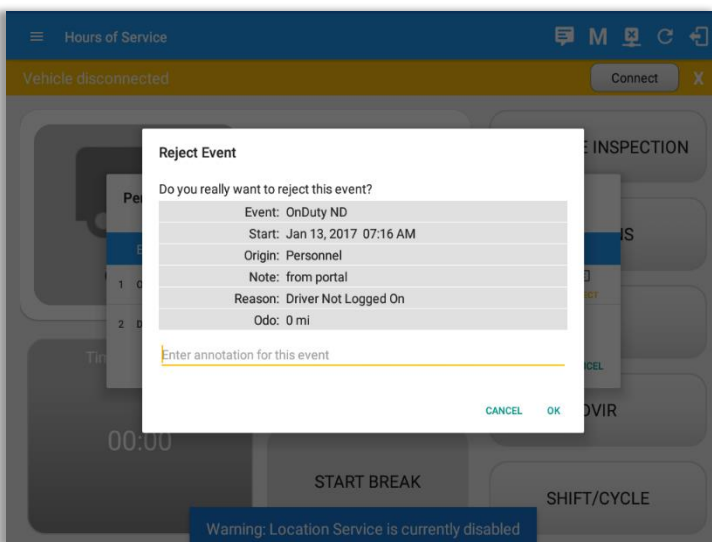 Hours of Service
M
Vehicle disconnected
Connect
X
INSPECTION
Reject Event
Do you really want to reject this event?
Event: OnDuty ND
Start: Jan 13, 2017 07:16 AM
Origin: Personnel
Note: from portal
Reason: Driver Not Logged On
Odo: 0 mi
Enter annotation for this event
CANCEL
OK
1
2
00:00
START BREAK
SHIFT/CYCLE
Warning: Location Service is currently disabled